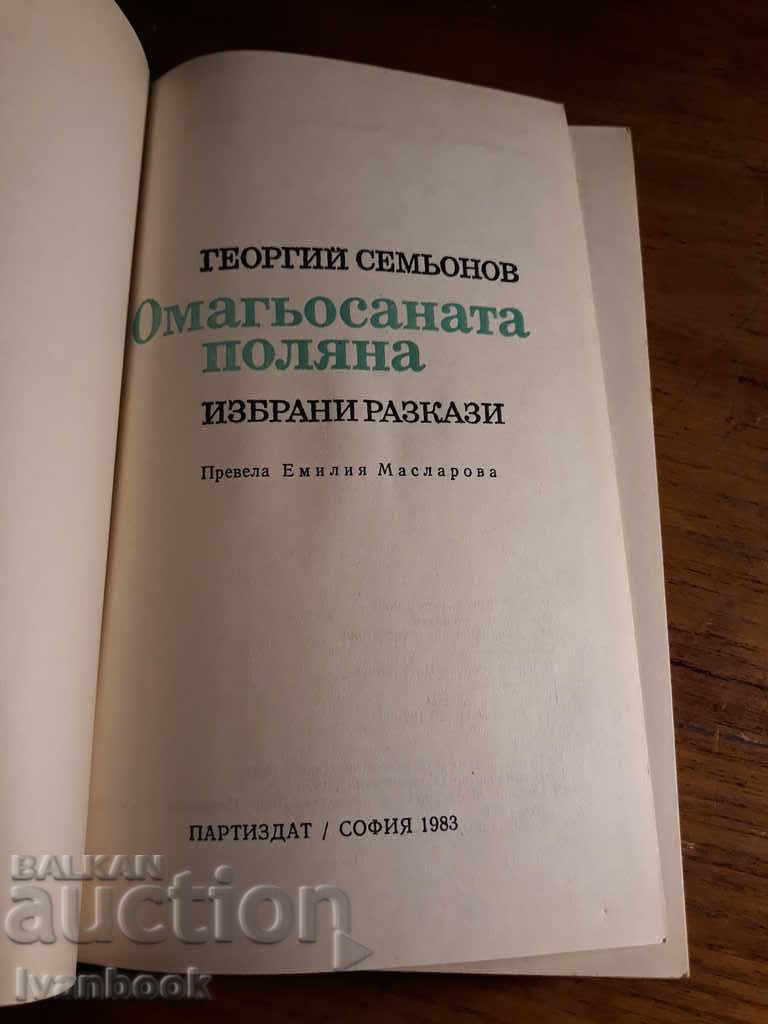 ГЕОРГИЙ СЕМЬОНОВ
Омагьосаната
поляна
ИЗБРАНИ РАЗКАЗИ
Превела Емилия Масларова
ПАРТИЗДАТ / СОФИЯ 1983
BALKAN
auction
Ivanbook